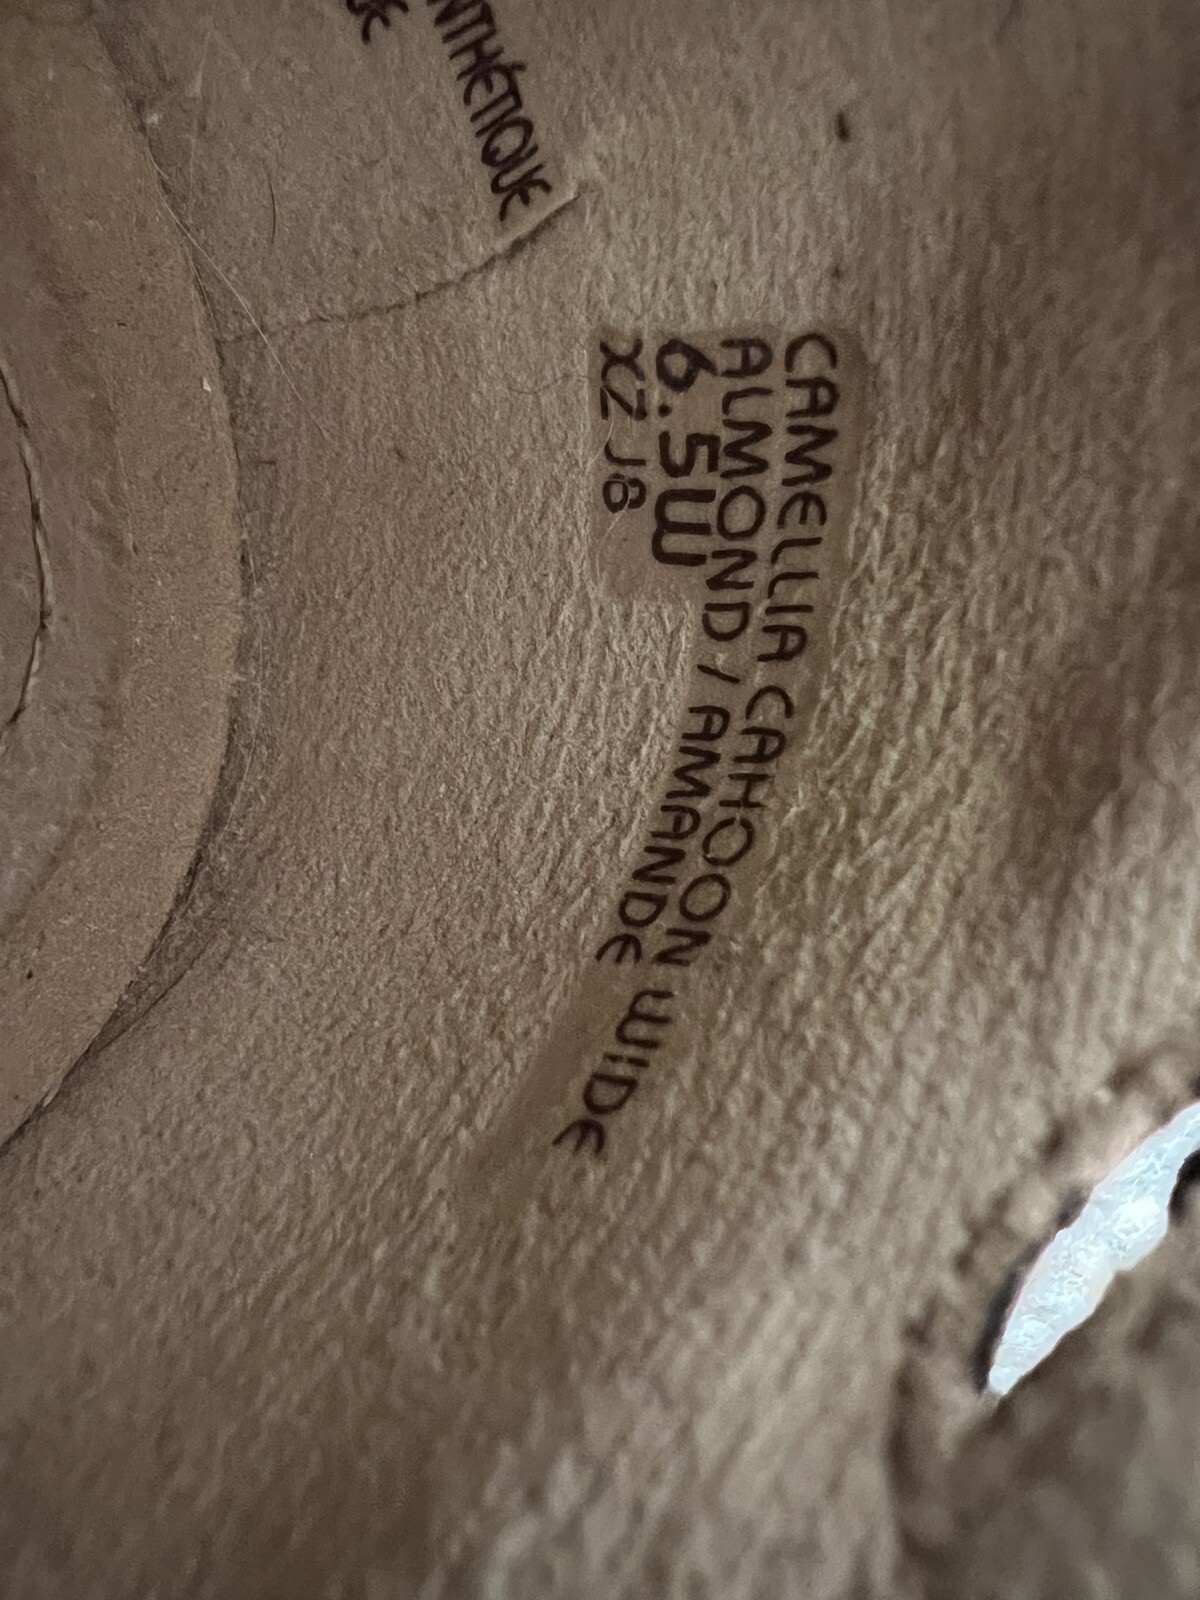 CAMELLIA CAHOON WIDE
ALMOND / AMANDE
6.5W
XZ J8